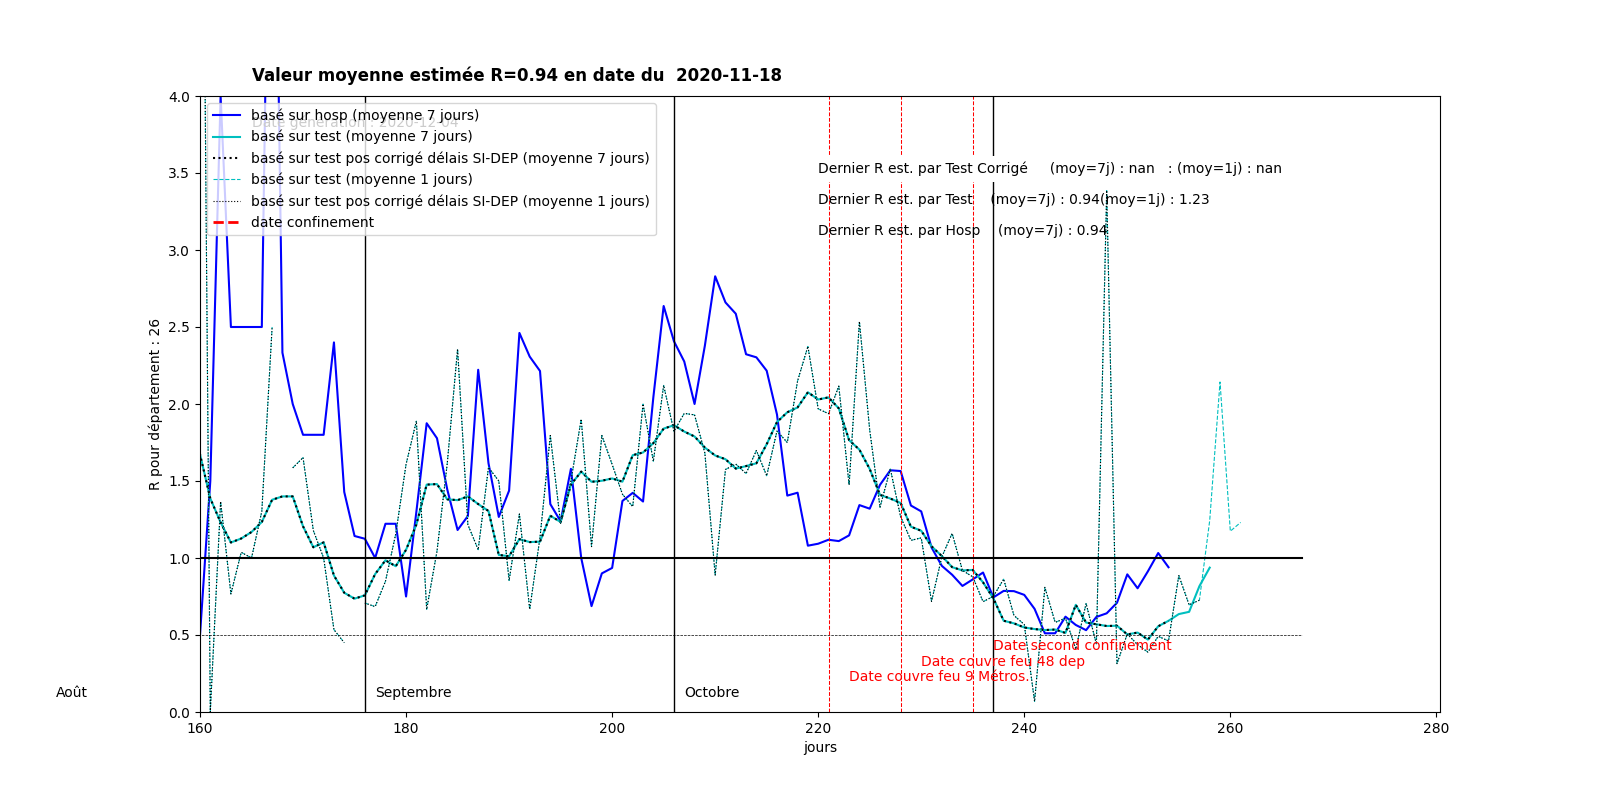 Valeur moyenne estimée R=0.94 en date du  2020-11-18
Date génération : 2020-12-04
basé sur hosp (moyenne 7 jours)
basé sur test (moyenne 7 jours)
basé sur test pos corrigé délais SI-DEP (moyenne 7 jours)
basé sur test (moyenne 1 jours)
basé sur test pos corrigé délais SI-DEP (moyenne 1 jours)
date confinement
Dernier R est. par Test Corrigé     (moy=7j) : nan   : (moy=1j) : nan
Dernier R est. par Test    (moy=7j) : 0.94(moy=1j) : 1.23
Dernier R est. par Hosp    (moy=7j) : 0.94
4.0
3.5
3.0
2.5
2.0
1.5
1.0
0.5
0.0
R pour département : 26
Date second confinement
Date couvre feu 48 dep
Date couvre feu 9 Métros.
Août
Septembre
Octobre
160
180
200
220
240
260
280
jours